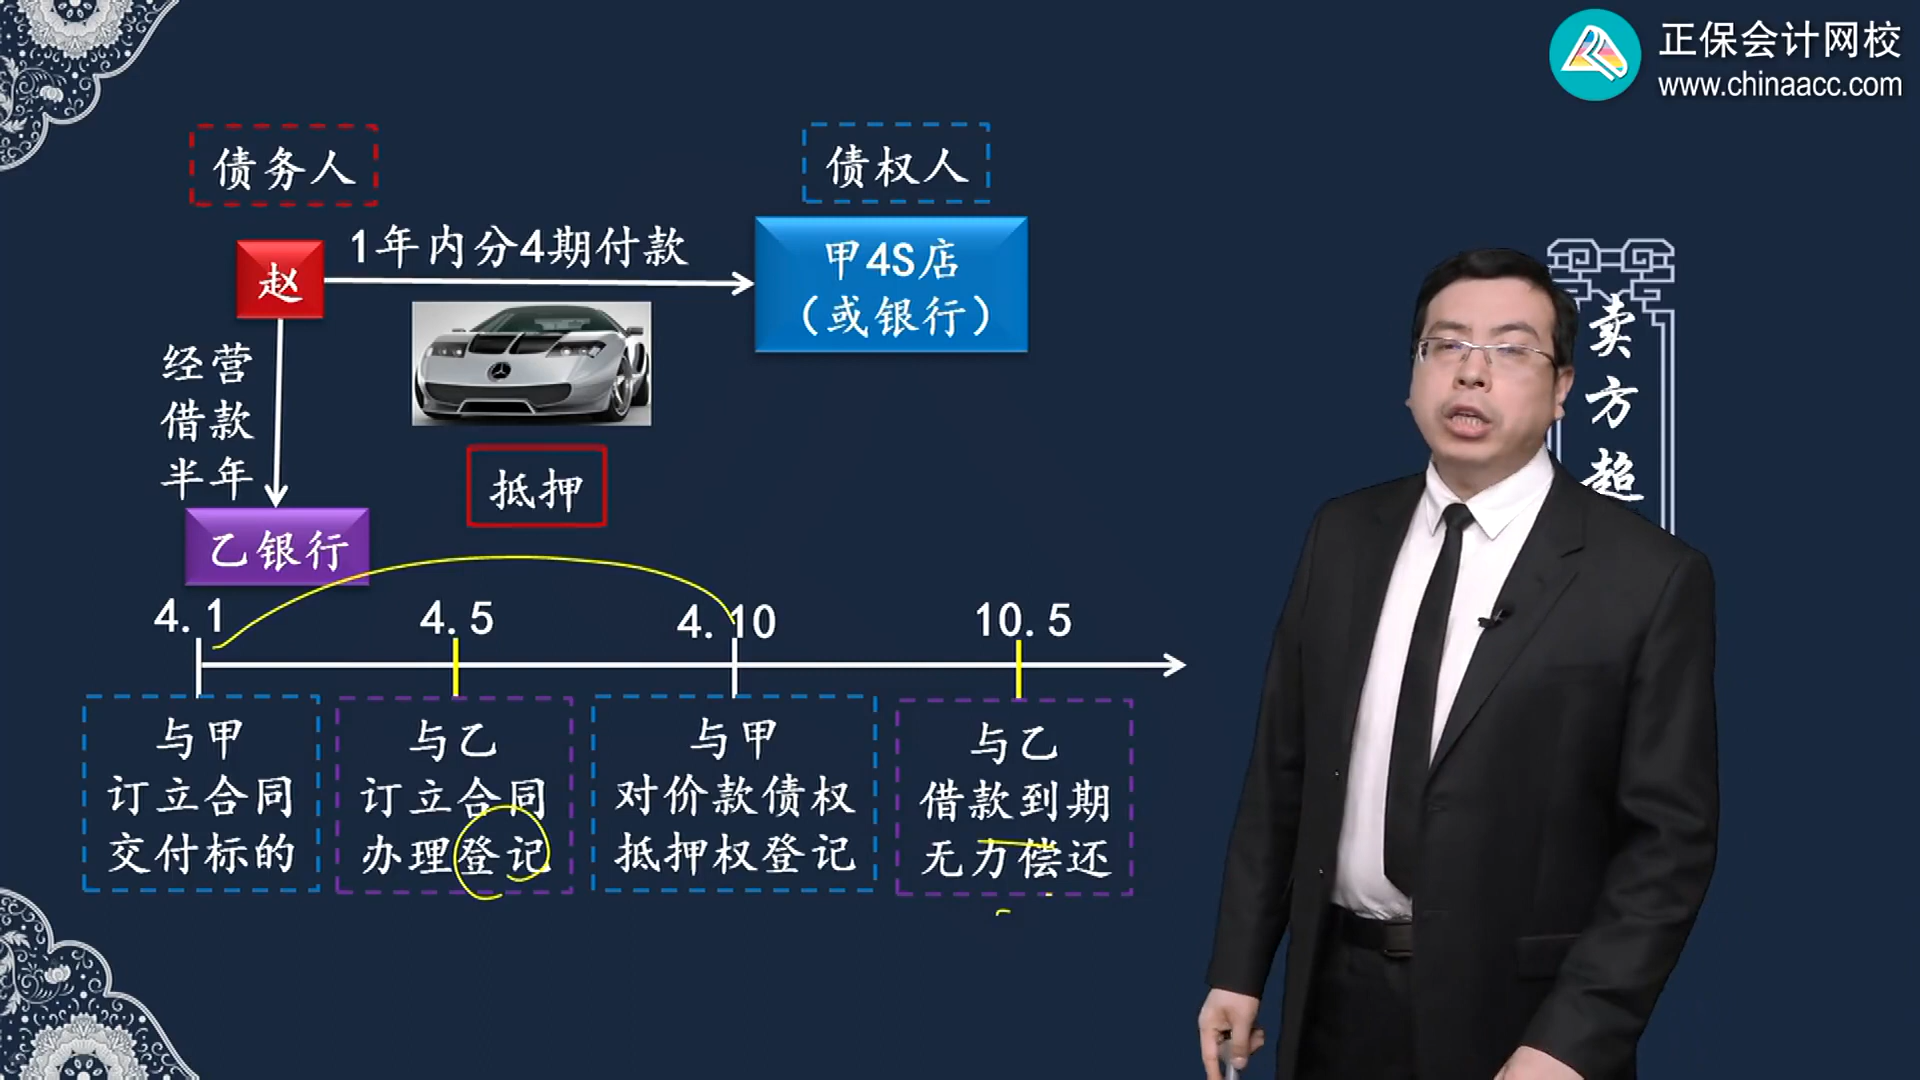 正保会计网校
www.chinaacc.com
债务人
债权人
赵
1年内分4期付款
甲4S店
（或银行）
经营
借款
半年
抵押
乙银行
卖方超
4.1
4.5
4.10
10.5
与甲
订立合同
交付标的
与乙
订立合同
办理登记
与甲
对价款债权
抵押权登记
与乙
借款到期
无力偿还